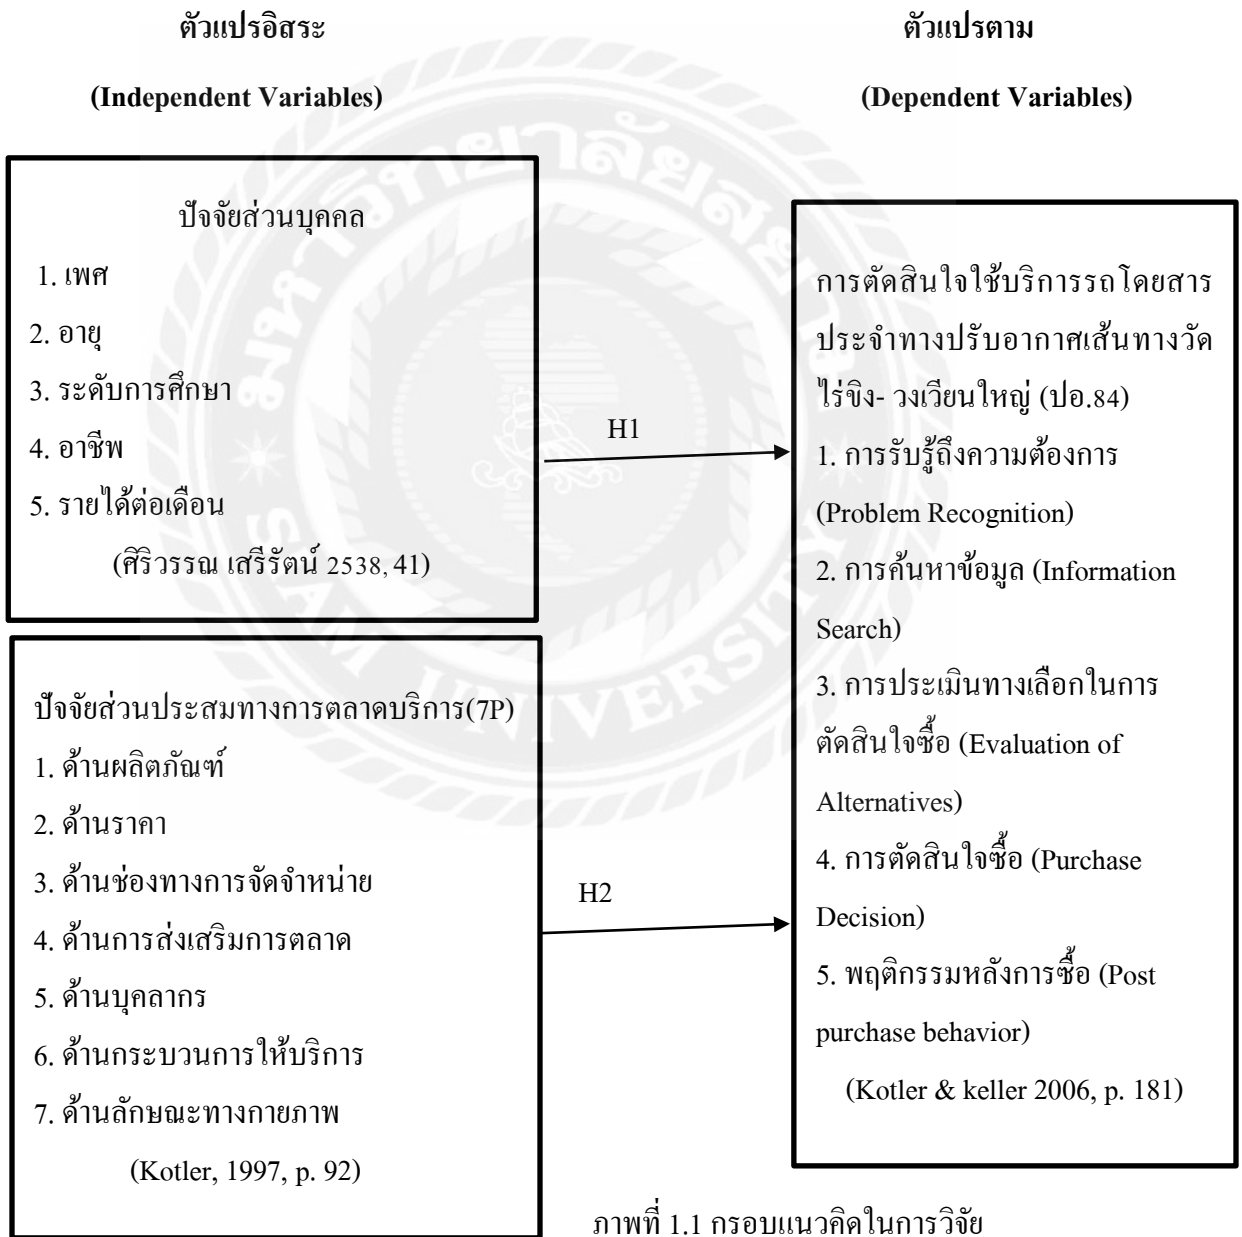 ตัวแปรอิสระ
(Independent Variables)
ตัวแปรตาม
(Dependent Variables)
ปัจจัยส่วนบุคคล
1. เพศ
2. อายุ
3. ระดับการศึกษา
4. อาชีพ
5. รายได้ต่อเดือน
(ศิริวรรณ เสรีรัตน์ 2538, 41)
H1
ปัจจัยส่วนประสมทางการตลาดบริการ(7P)
1. ด้านผลิตภัณฑ์
2. ด้านราคา
3. ด้านช่องทางการจัดจำหน่าย
4. ด้านการส่งเสริมการตลาด
5. ด้านบุคลากร
6. ด้านกระบวนการให้บริการ
7. ด้านลักษณะทางกายภาพ
(Kotler, 1997, p. 92)
H2
การตัดสินใจใช้บริการรถโดยสาร
ประจำทางปรับอากาศเส้นทางวัด
ไร่ขิง- วงเวียนใหญ่ (ปอ.84)
1. การรับรู้ถึงความต้องการ
(Problem Recognition)
2. การค้นหาข้อมูล (Information
Search)
3. การประเมินทางเลือกในการ
ตัดสินใจซื้อ (Evaluation of
Alternatives)
4. การตัดสินใจซื้อ (Purchase
Decision)
5. พฤติกรรมหลังการซื้อ (Post
purchase behavior)
(Kotler & keller 2006, p. 181)
ภาพที่ 1.1 กรอบแนวคิดในการวิจัย
มหาวิทยาลัยสยาม
SIAM UNIVERSITY